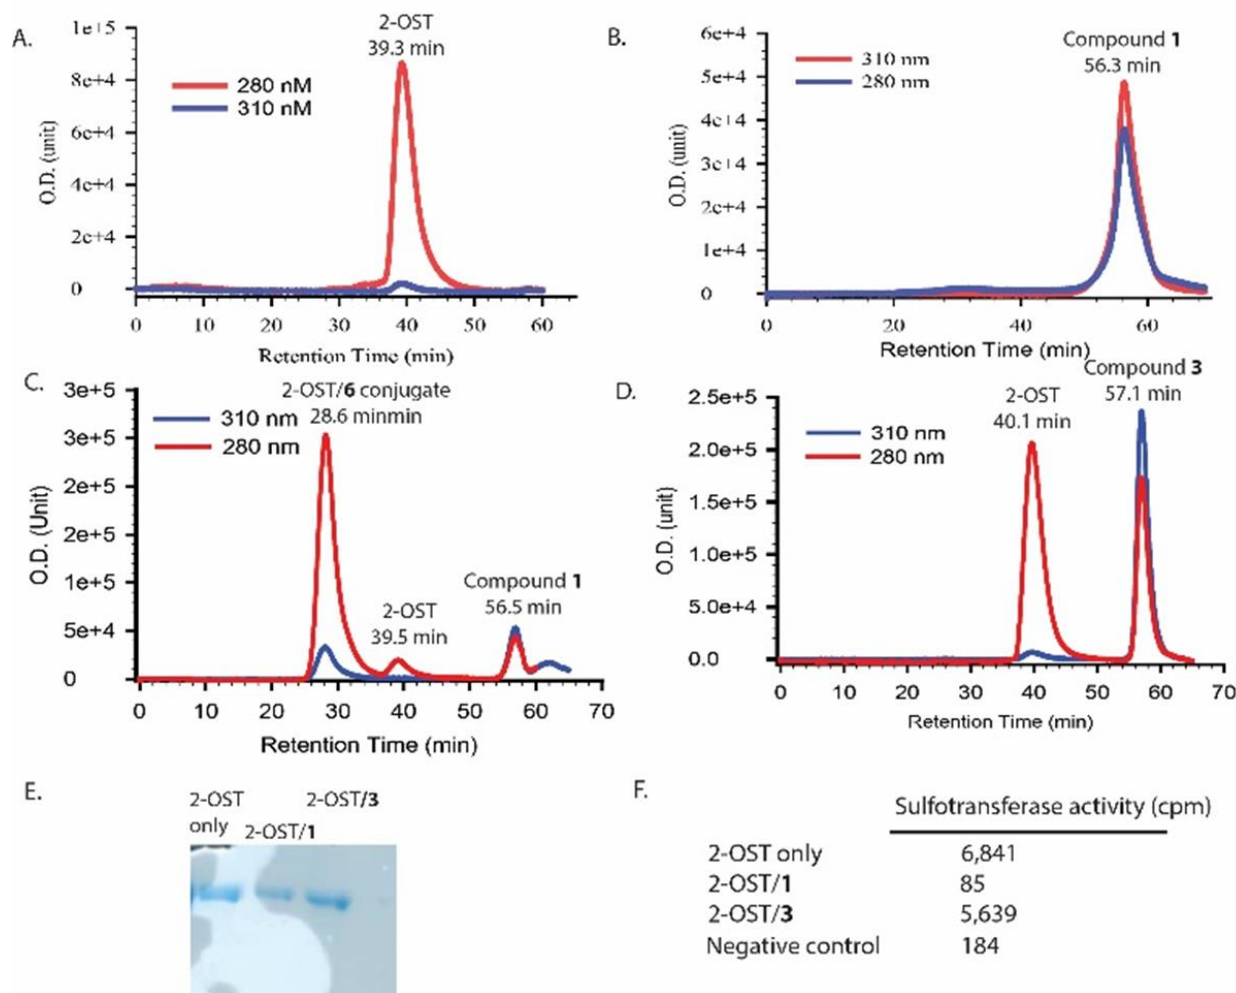 A.
2-OST
39.3 min
280 nM
310 nM
1e+5
8e+4
6e+4
4e+4
2e+4
0
O.D. (unit)
0 10 20 30 40 50 60
Retention Time (min)
B.
Compound 1
56.3 min
310 nm
280 nm
6e+4
5e+4
4e+4
3e+4
2e+4
1e+4
0
O.D. (unit)
0 40 60
Retention Time (min)
C.
2-OST/6 conjugate
28.6 minmin
310 nm
280 nm
3e+5
3e+5
2e+5
2e+5
1e+5
5e+4
0
O.D. (Unit)
2-OST
39.5 min
Compound 1
56.5 min
0 10 20 30 40 50 60 70
Retention Time (min)
D.
2-OST
40.1 min
Compound 3
57.1 min
310 nm
280 nm
2.5e+5
2.0e+5
1.5e+5
1.0e+5
5.0e+4
0.0
O.D. (unit)
0 10 20 30 40 50 60 70
Retention Time (min)
E.
2-OST
only
2-OST/1
2-OST/3
F.
Sulfotransferase activity (cpm)
2-OST only 6,841
2-OST/1 85
2-OST/3 5,639
Negative control 184